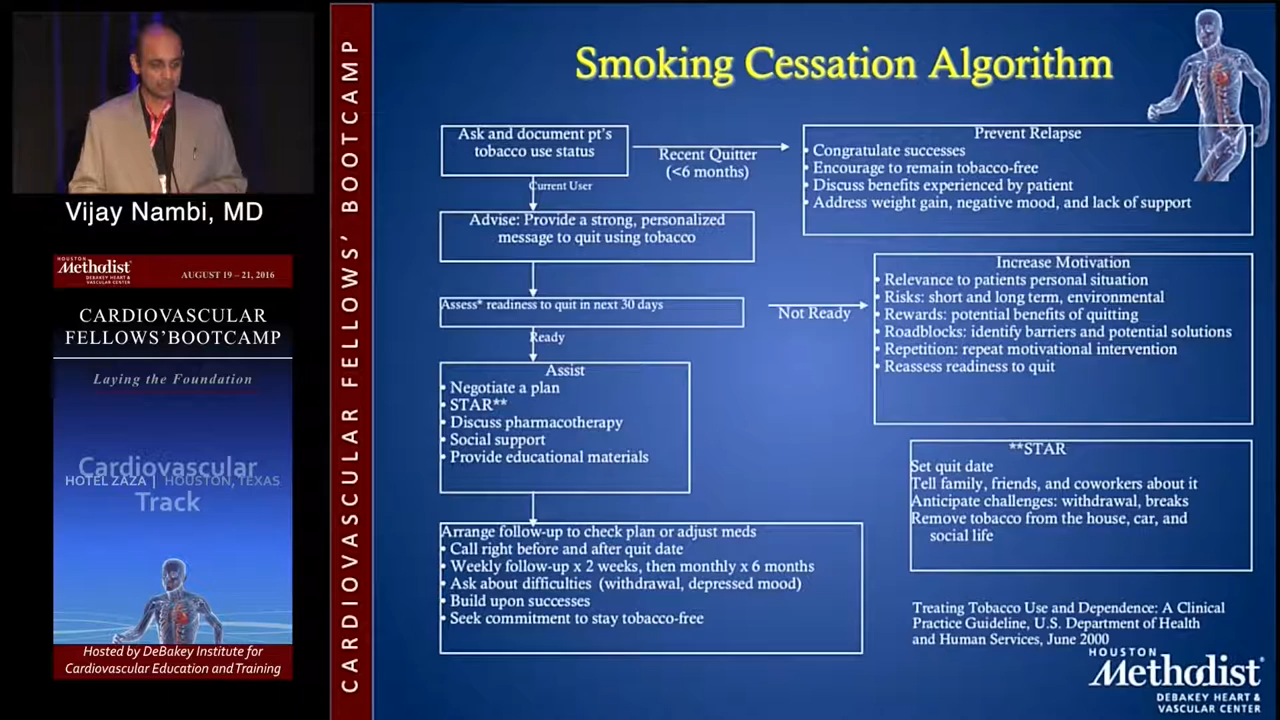 Vijay Nambi, MD
HOUSTON
Methodist
DEBAKEY HEART &
VASCULAR CENTER
AUGUST 19 – 21, 2016
CARDIOVASCULAR
FELLOWS'BOOTCAMP
Laying the Foundation
Cardiovascular
HOTEL ZAZA | HOUSTON, TEXAS
Track
Hosted by DeBakey Institute for
Cardiovascular Education and Training
CARDIOVASCULAR FELLOWS' BOOTCAMP
Smoking Cessation Algorithm
Ask and document pt's
tobacco use status
Recent Quitter
(<6 months)
Prevent Relapse
• Congratulate successes
• Encourage to remain tobacco-free
• Discuss benefits experienced by patient
• Address weight gain, negative mood, and lack of support
Current User
Advise: Provide a strong, personalized
message to quit using tobacco
Assess* readiness to quit in next 30 days
Not Ready
Increase Motivation
• Relevance to patients personal situation
• Risks: short and long term, environmental
• Rewards: potential benefits of quitting
• Roadblocks: identify barriers and potential solutions
• Repetition: repeat motivational intervention
• Reassess readiness to quit
Ready
Assist
• Negotiate a plan
• STAR**
• Discuss pharmacotherapy
• Social support
• Provide educational materials
**STAR
Set quit date
Tell family, friends, and coworkers about it
Anticipate challenges: withdrawal, breaks
Remove tobacco from the house, car, and
social life
Arrange follow-up to check plan or adjust meds
• Call right before and after quit date
• Weekly follow-up x 2 weeks, then monthly x 6 months
• Ask about difficulties (withdrawal, depressed mood)
• Build upon successes
• Seek commitment to stay tobacco-free
Treating Tobacco Use and Dependence: A Clinical
Practice Guideline, U.S. Department of Health
and Human Services, June 2000
HOUSTON
Methodist
DEBAKEY HEART &
VASCULAR CENTER